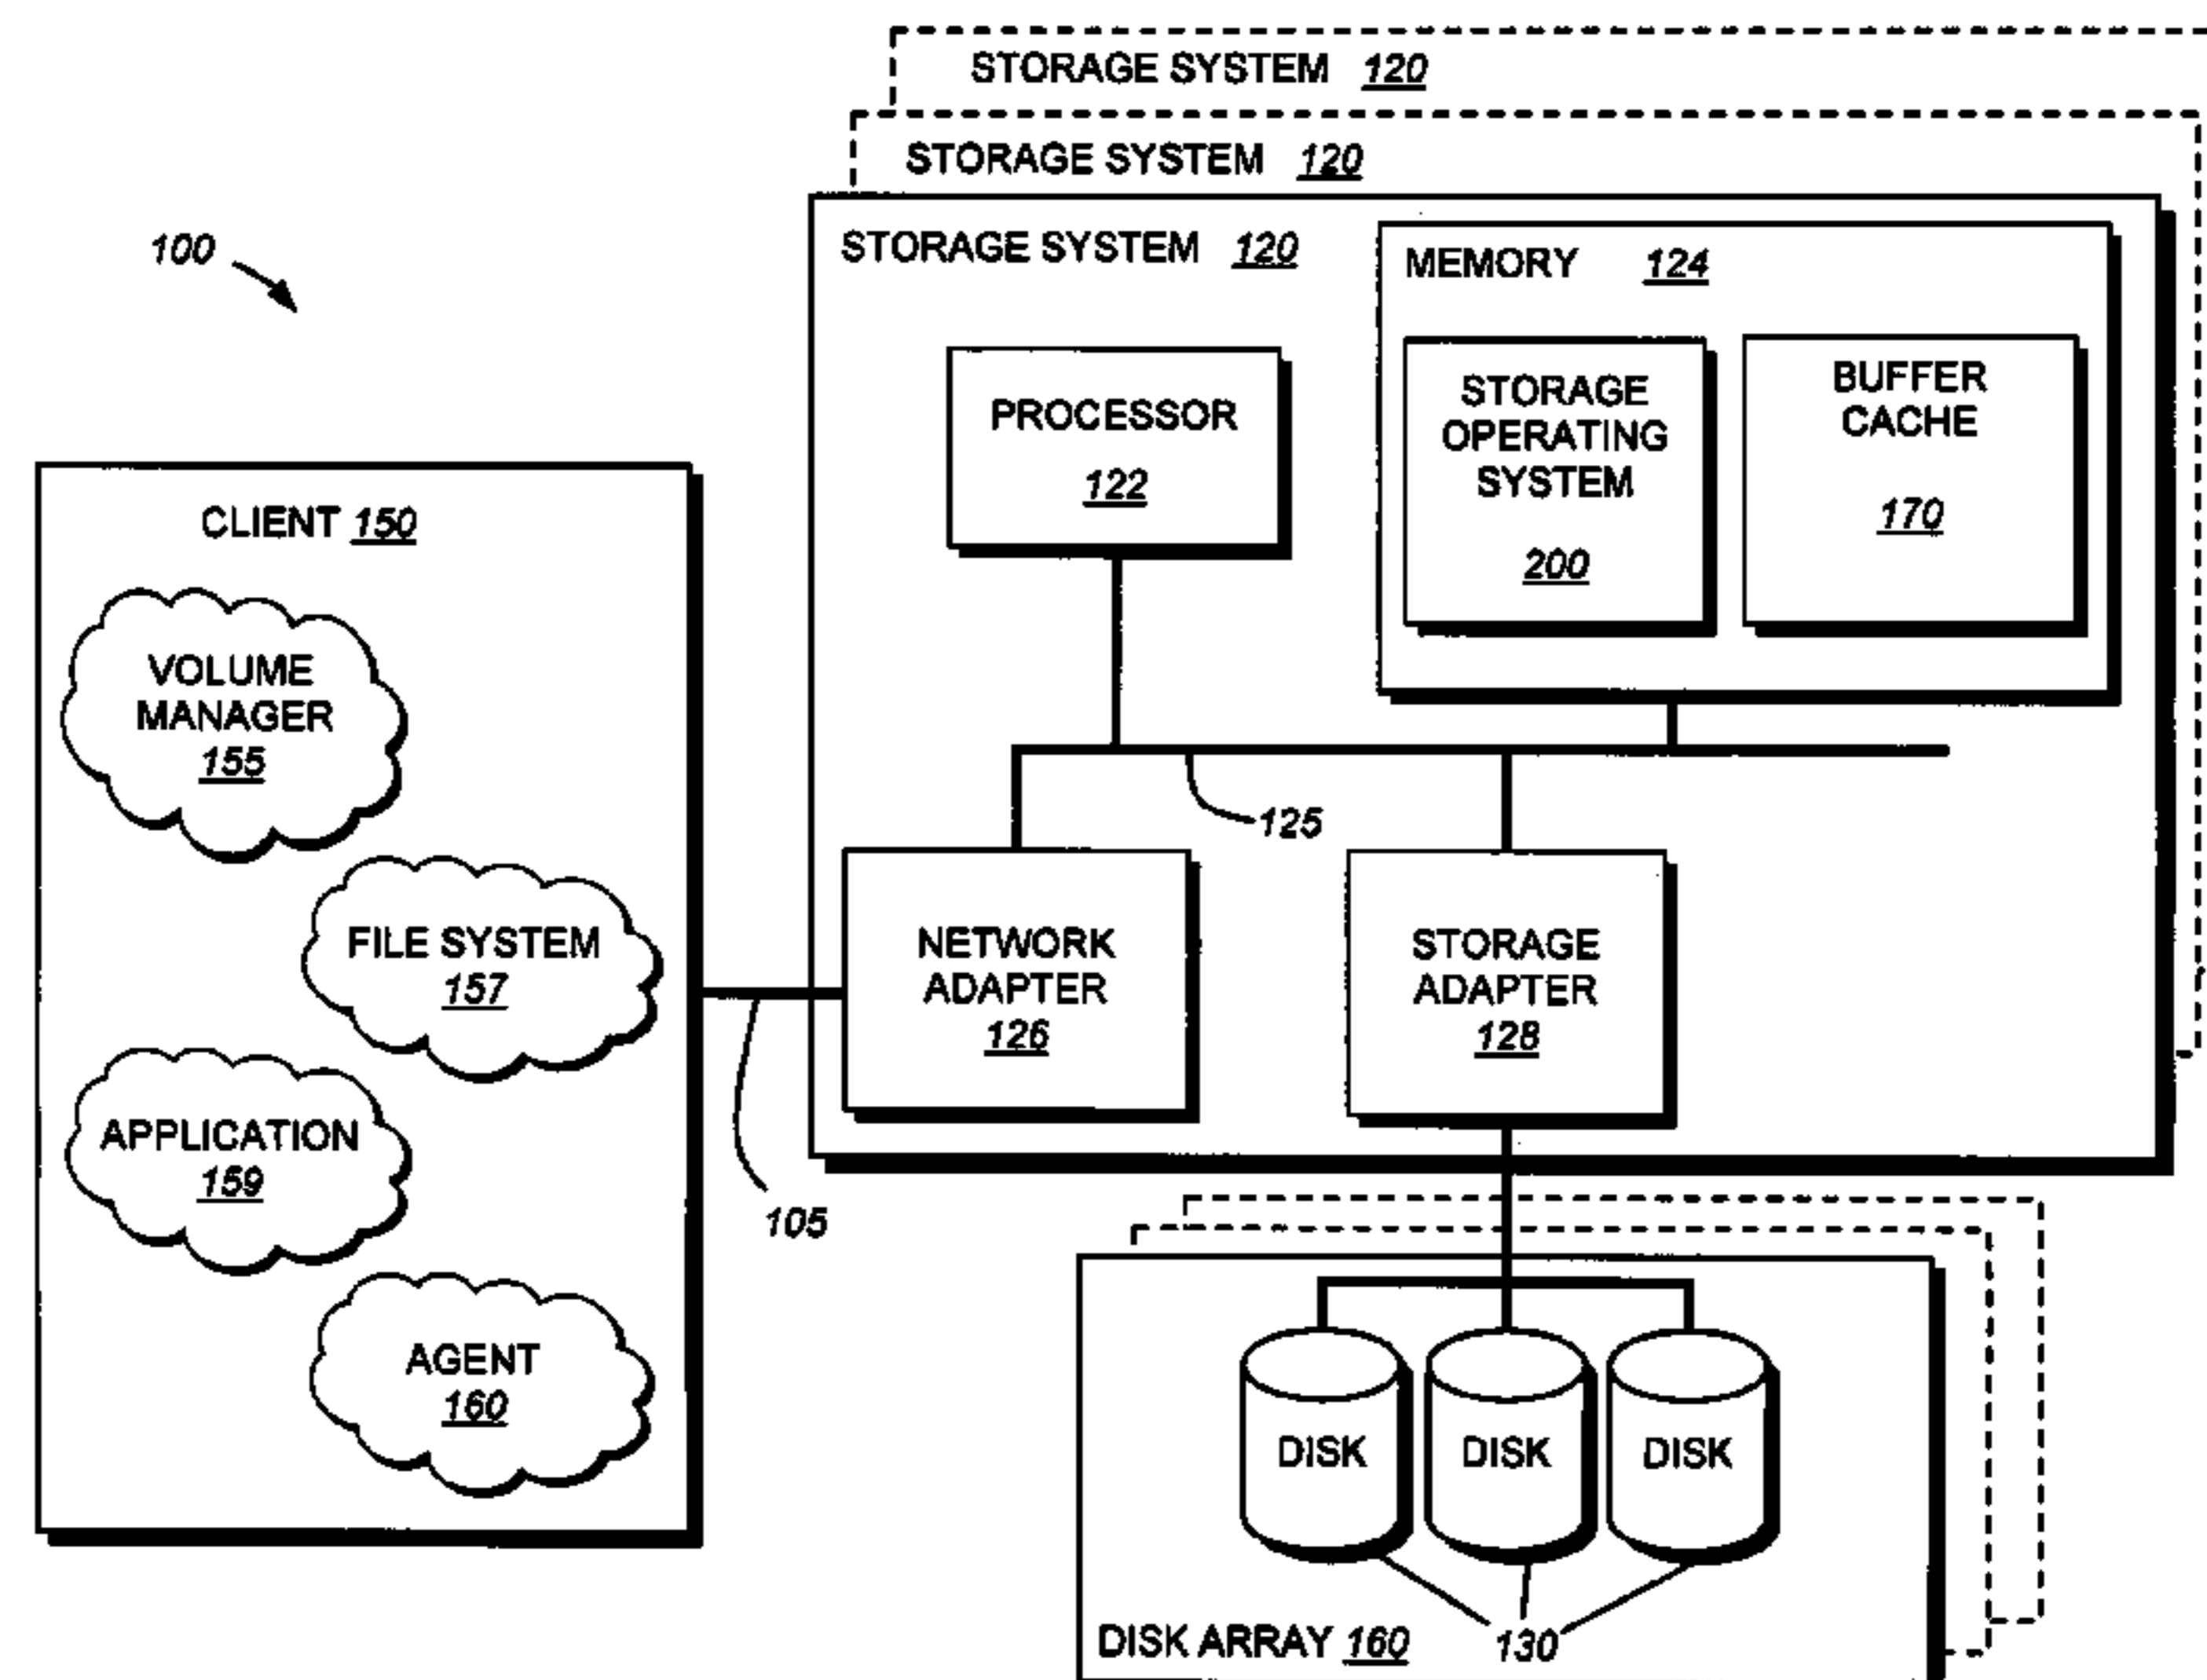 STORAGE SYSTEM 120
STORAGE SYSTEM 120
100
STORAGE SYSTEM 120
MEMORY 124
PROCESSOR
122
STORAGE
OPERATING
SYSTEM
200
BUFFER
CACHE
170
CLIENT 150
VOLUME
MANAGER
155
125
FILE SYSTEM
157
NETWORK
ADAPTER
126
STORAGE
ADAPTER
128
APPLICATION
159
105
AGENT
160
DISK
DISK
DISK
DISK ARRAY 160
130